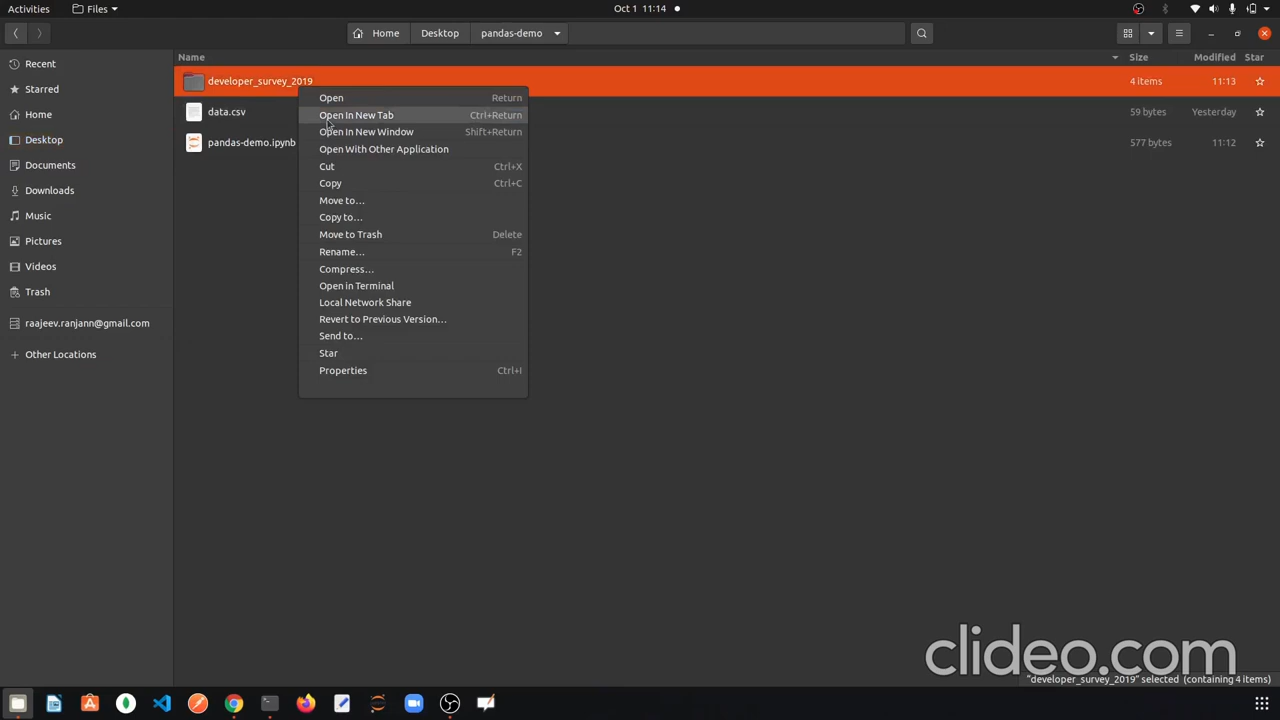 Activities Files Oct 1 11:14
Home Desktop pandas-demo
Name Size Modified Star
Recent
Starred
Home
Desktop
Documents
Downloads
Music
Pictures
Videos
Trash
raajeev.ranjann@gmail.com
Other Locations
developer_survey_2019 4 items 11:13
data.csv 59 bytes Yesterday
pandas-demo.ipynb 577 bytes 11:12
Open Return
Open In New Tab Ctrl+Return
Open In New Window Shift+Return
Open With Other Application
Cut Ctrl+X
Copy Ctrl+C
Move to…
Copy to…
Move to Trash Delete
Rename… F2
Compress…
Open in Terminal
Local Network Share
Revert to Previous Version…
Send to…
Star
Properties Ctrl+I
clideo.com
"developer_survey_2019" selected (containing 4 items)